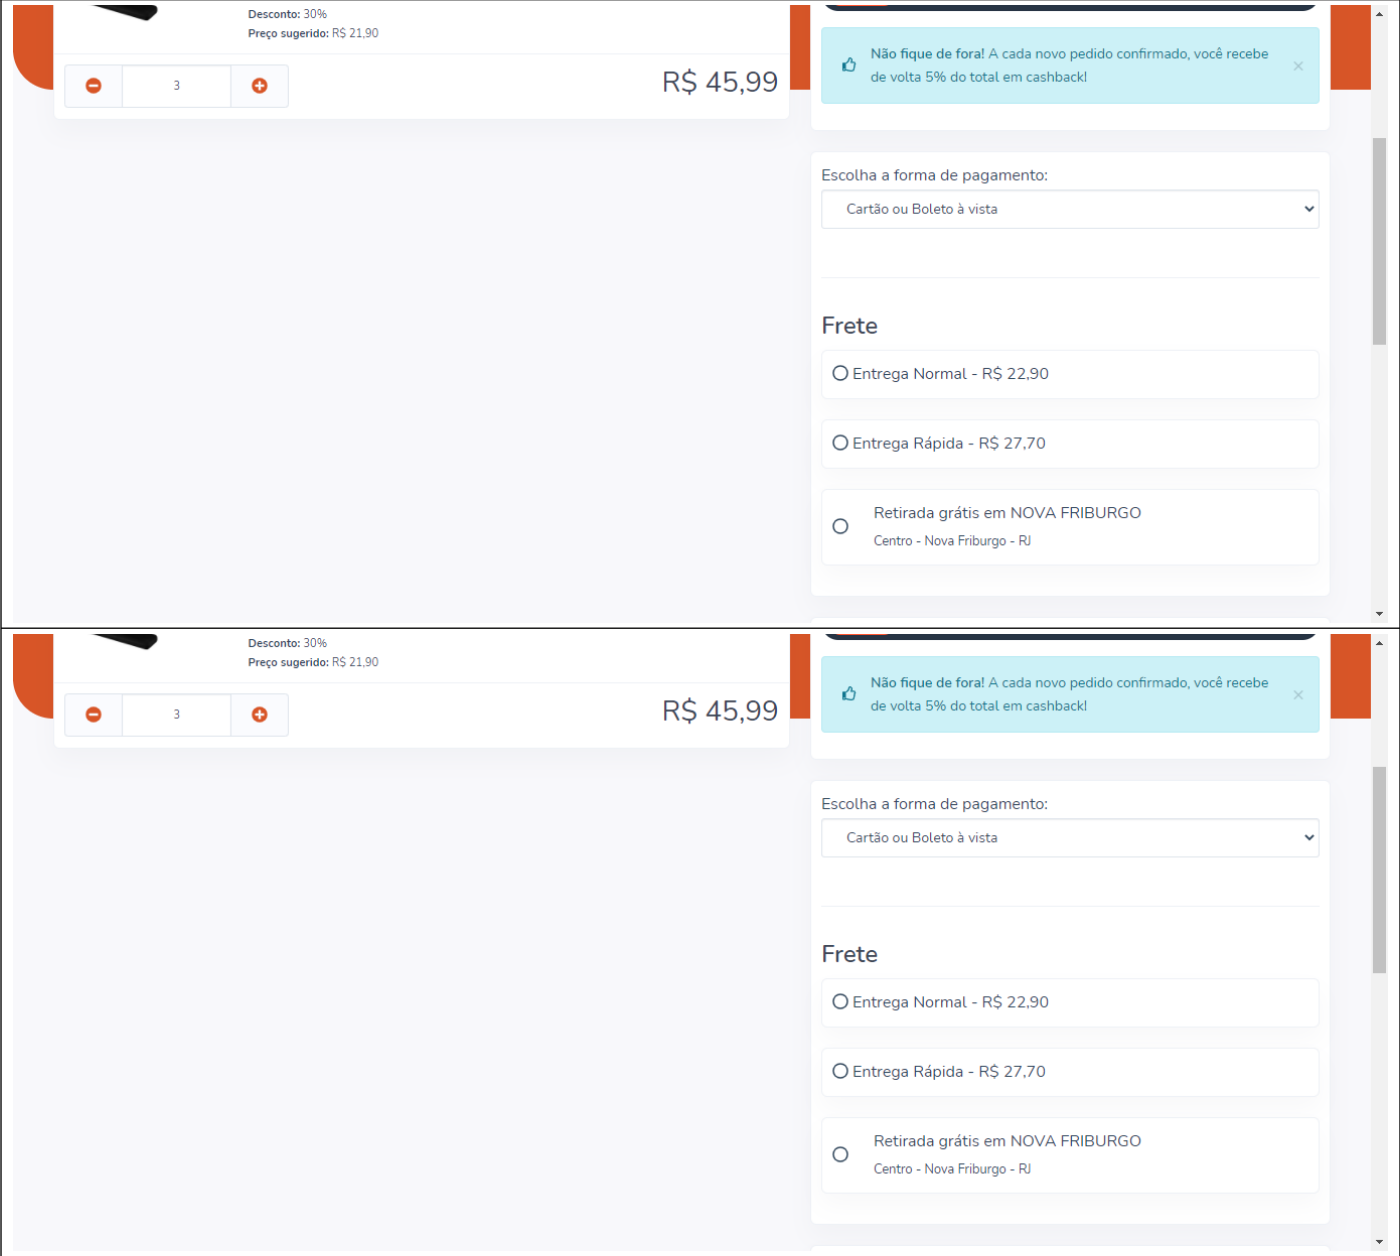 Desconto: 30%
Preço sugerido: R$ 21,90
3
R$ 45,99
Não fique de fora! A cada novo pedido confirmado, você recebe
de volta 5% do total em cashback!
×
Escolha a forma de pagamento:
Cartão ou Boleto à vista
Frete
Entrega Normal - R$ 22,90
Entrega Rápida - R$ 27,70
Retirada grátis em NOVA FRIBURGO
Centro - Nova Friburgo - RJ
Desconto: 30%
Preço sugerido: R$ 21,90
3
R$ 45,99
Não fique de fora! A cada novo pedido confirmado, você recebe
de volta 5% do total em cashback!
×
Escolha a forma de pagamento:
Cartão ou Boleto à vista
Frete
Entrega Normal - R$ 22,90
Entrega Rápida - R$ 27,70
Retirada grátis em NOVA FRIBURGO
Centro - Nova Friburgo - RJ